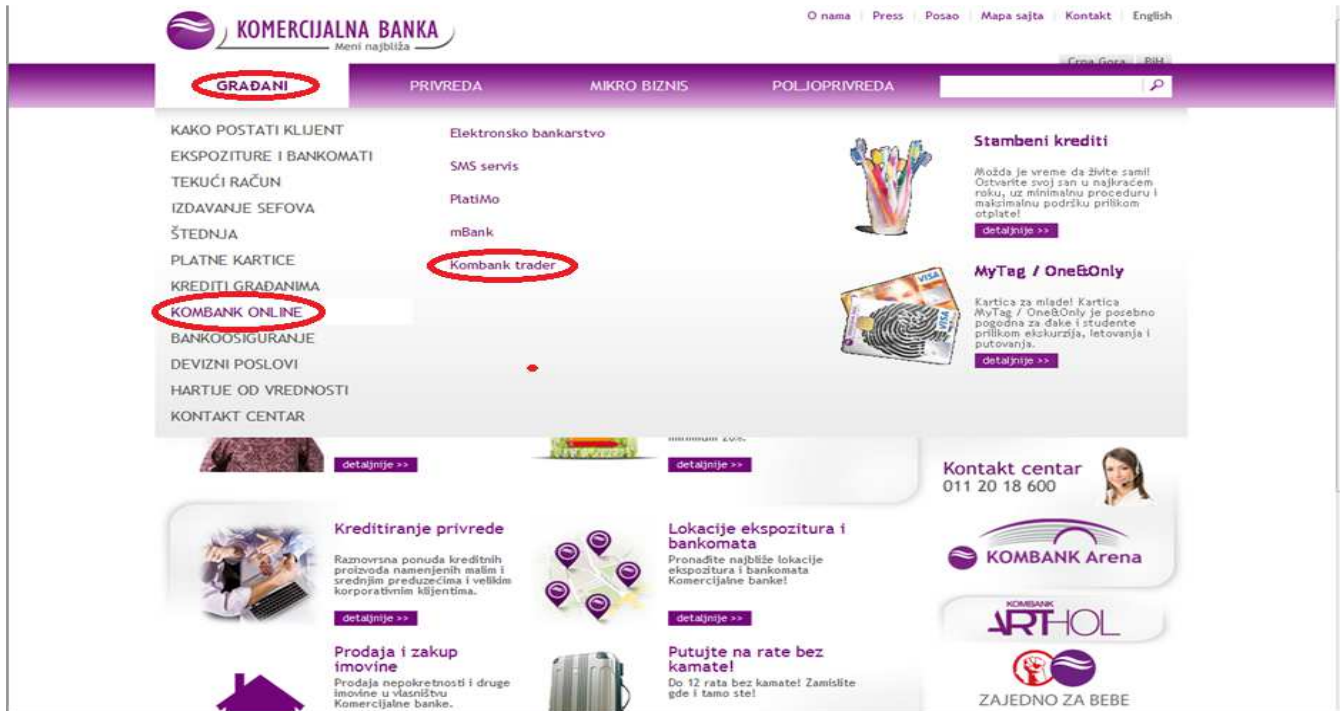 KOMERCIJALNA BANKA
Meni najbliža
O nama
Press
Posao
Mapa sajta
Kontakt
English
Crna Gora
BiH
GRAĐANI
PRIVREDA
MIKRO BIZNIS
POLJOPRIVREDA
KAKO POSTATI KLIJENT
EKSPOZITURE I BANKOMATI
TEKUĆI RAČUN
IZDAVANJE SEFOVA
ŠTEDNJA
PLATNE KARTICE
KREDITI GRAĐANIMA
KOMBANK ONLINE
BANKOOSIGURANJE
DEVIZNI POSLOVI
HARTIJE OD VREDNOSTI
KONTAKT CENTAR
Elektronsko bankarstvo
SMS servis
PlatiMo
mBank
Kombank trader
Stambeni krediti
Možda je vreme da živite sami!
Ostvarite svoj san u najkraćem
roku, uz minimalnu proceduru i
maksimalnu podršku prilikom
otplate!
detaljnije >>
MyTag / One&Only
VISA
VISA
Kartica za mlade! Kartica
MyTag / One&Only je posebno
pogodna za đake i studente
prilikom ekskurzija, letovanja i
putovanja.
detaljnije >>
detaljnije >>
minimum 20%.
detaljnije >>
Kontakt centar
011 20 18 600
Kreditiranje privrede
Raznovrsna ponuda kreditnih
proizvoda namenjenih malim i
srednjim preduzećima i velikim
korporativnim klijentima.
detaljnije >>
Lokacije ekspozitura i
bankomata
Pronađite najbliže lokacije
ekspozitura i bankomata
Komercijalne banke!
detaljnije >>
KOMBANK Arena
KOMBANK
ARTHOL
Prodaja i zakup
imovine
Prodaja nepokretnosti i druge
imovine u vlasništvu
Komercijalne banke.
Putujte na rate bez
kamate!
Do 12 rata bez kamate! Zamislite
gde i tamo ste!
ZAJEDNO ZA BEBE